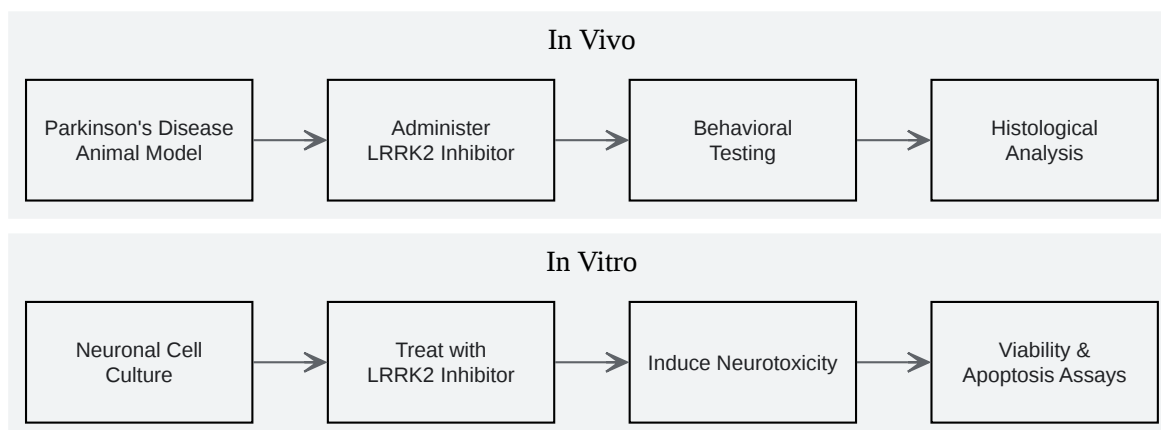 In Vivo
Parkinson's Disease
Animal Model
Administer
LRRK2 Inhibitor
Behavioral
Testing
Histological
Analysis
In Vitro
Neuronal Cell
Culture
Treat with
LRRK2 Inhibitor
Induce Neurotoxicity
Viability &
Apoptosis Assays